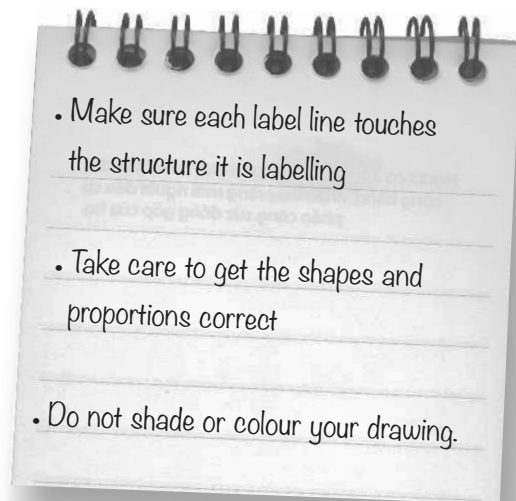 . Make sure each label line touches
the structure it is labelling
. Take care to get the shapes and
proportions correct
. Do not shade or colour your drawing.